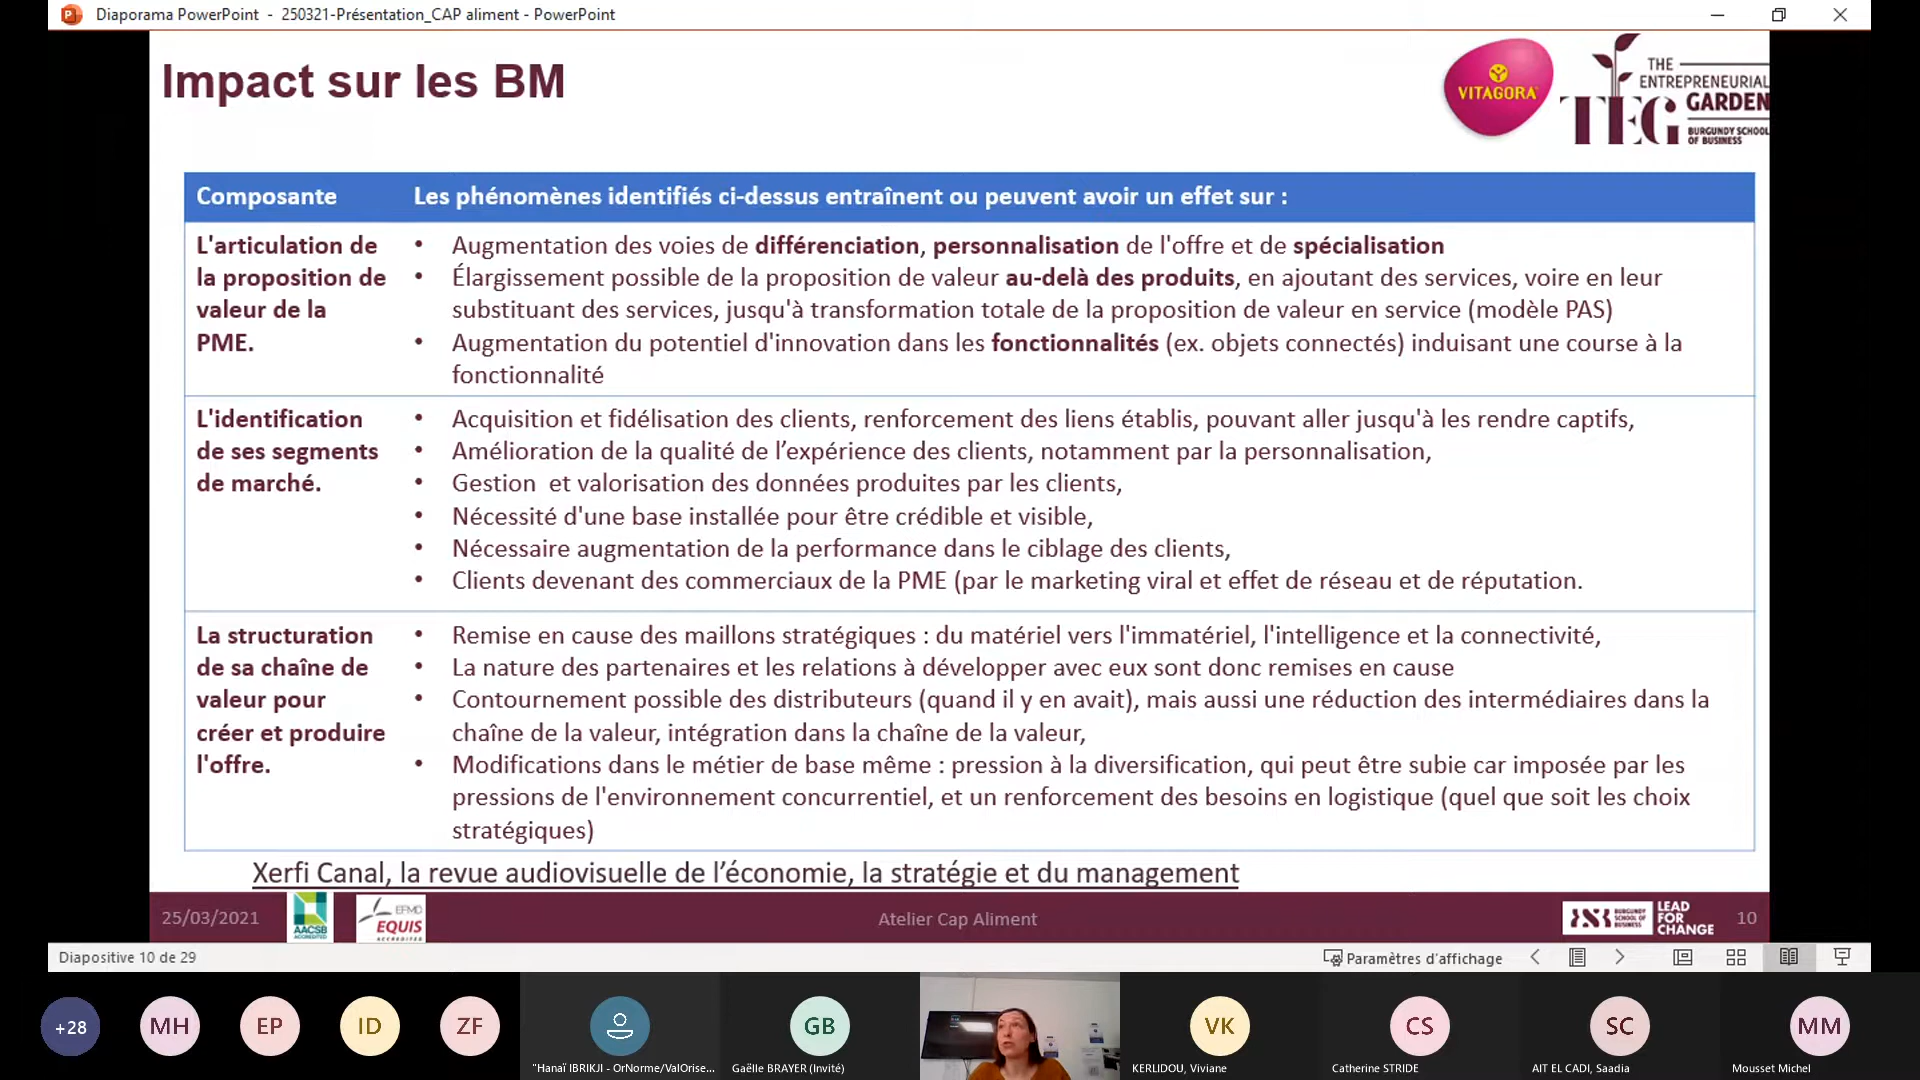 Diaporama PowerPoint - 250321-Présentation_CAP aliment - PowerPoint
Impact sur les BM
VITAGORA
THE
ENTREPRENEURIAL
GARDEN
TEG
BURGUNDY SCHOOL
OF BUSINESS
Composante
Les phénomènes identifiés ci-dessus entraînent ou peuvent avoir un effet sur :
L'articulation de
la proposition de
valeur de la
PME.
• Augmentation des voies de différenciation, personnalisation de l'offre et de spécialisation
• Élargissement possible de la proposition de valeur au-delà des produits, en ajoutant des services, voire en leur
substituant des services, jusqu'à transformation totale de la proposition de valeur en service (modèle PAS)
• Augmentation du potentiel d'innovation dans les fonctionnalités (ex. objets connectés) induisant une course à la
fonctionnalité
L'identification
de ses segments
de marché.
• Acquisition et fidélisation des clients, renforcement des liens établis, pouvant aller jusqu'à les rendre captifs,
• Amélioration de la qualité de l’expérience des clients, notamment par la personnalisation,
• Gestion et valorisation des données produites par les clients,
• Nécessité d'une base installée pour être crédible et visible,
• Nécessaire augmentation de la performance dans le ciblage des clients,
• Clients devenant des commerciaux de la PME (par le marketing viral et effet de réseau et de réputation.
La structuration
de sa chaîne de
valeur pour
créer et produire
l'offre.
• Remise en cause des maillons stratégiques : du matériel vers l'immatériel, l'intelligence et la connectivité,
• La nature des partenaires et les relations à développer avec eux sont donc remises en cause
• Contournement possible des distributeurs (quand il y en avait), mais aussi une réduction des intermédiaires dans la
chaîne de la valeur, intégration dans la chaîne de la valeur,
• Modifications dans le métier de base même : pression à la diversification, qui peut être subie car imposée par les
pressions de l'environnement concurrentiel, et un renforcement des besoins en logistique (quel que soit les choix
stratégiques)
Xerfi Canal, la revue audiovisuelle de l’économie, la stratégie et du management
25/03/2021
AACSB
ACCREDITED
EFMD
EQUIS
ACCREDITED
Atelier Cap Aliment
BSB
BURGUNDY
SCHOOL OF
BUSINESS
LEAD
FOR
CHANGE
10
Diapositive 10 de 29
Paramètres d’affichage
+28
MH
EP
ID
ZF
GB
VK
CS
SC
MM
"Hanaï IBRIKJI - OrNorme/ValOrise...
Gaëlle BRAYER (Invité)
KERLIDOU, Viviane
Catherine STRIDE
AIT EL CADI, Saadia
Mousset Michel